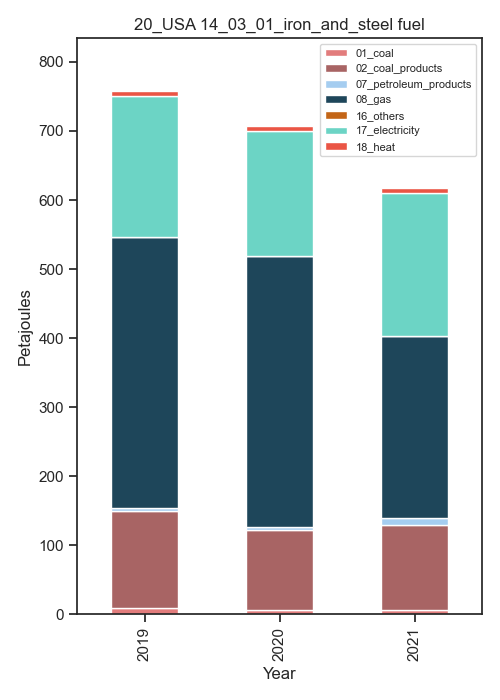 20_USA 14_03_01_iron_and_steel fuel
01_coal
02_coal_products
07_petroleum_products
08_gas
16_others
17_electricity
18_heat
800
700
600
500
400
300
200
100
0
Petajoules
2019
2020
2021
Year